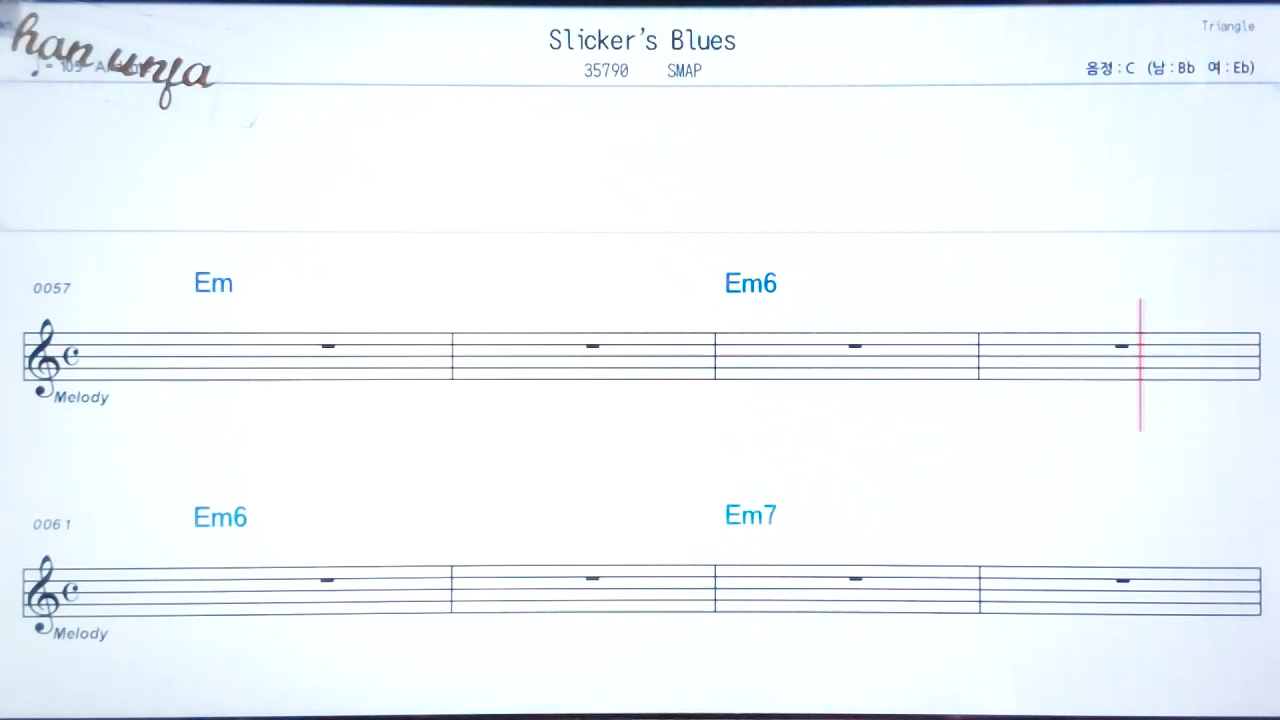 han unja
Triangle
Slicker's Blues
35790 SMAP
음정 : C (남 : Bb 여 : Eb)
0057 Em Em6
Melody
0061 Em6 Em7
Melody